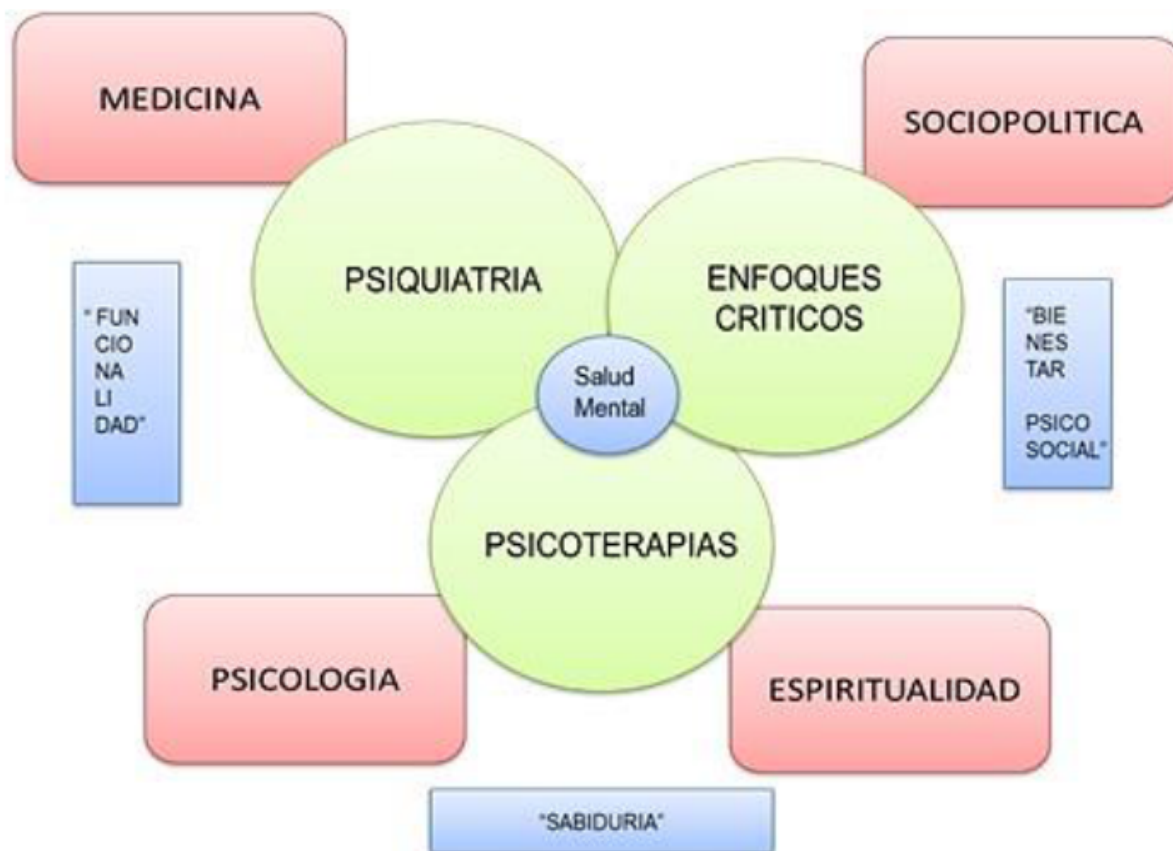 MEDICINA
SOCIOPOLITICA
PSIQUIATRIA
ENFOQUES
CRITICOS
" FUN
CIO
NA
LI
DAD"
"BIE
NES
TAR
PSICO
SOCIAL"
Salud
Mental
PSICOTERAPIAS
PSICOLOGIA
ESPIRITUALIDAD
"SABIDURIA"